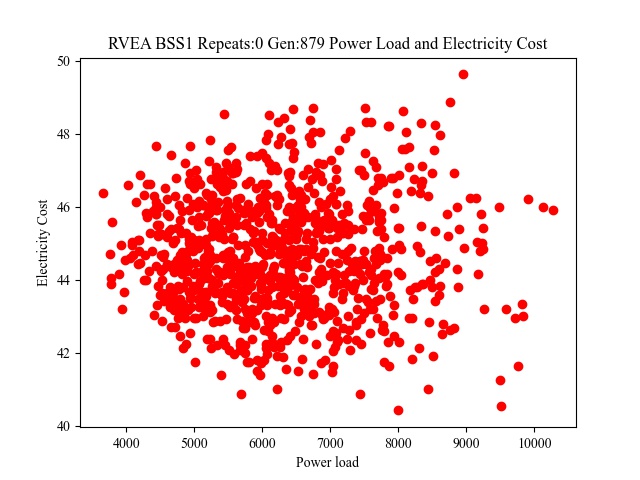 RVEA BSS1 Repeats:0 Gen:879 Power Load and Electricity Cost
50
48
46
44
42
40
Electricity Cost
4000 5000 6000 7000 8000 9000 10000
Power load